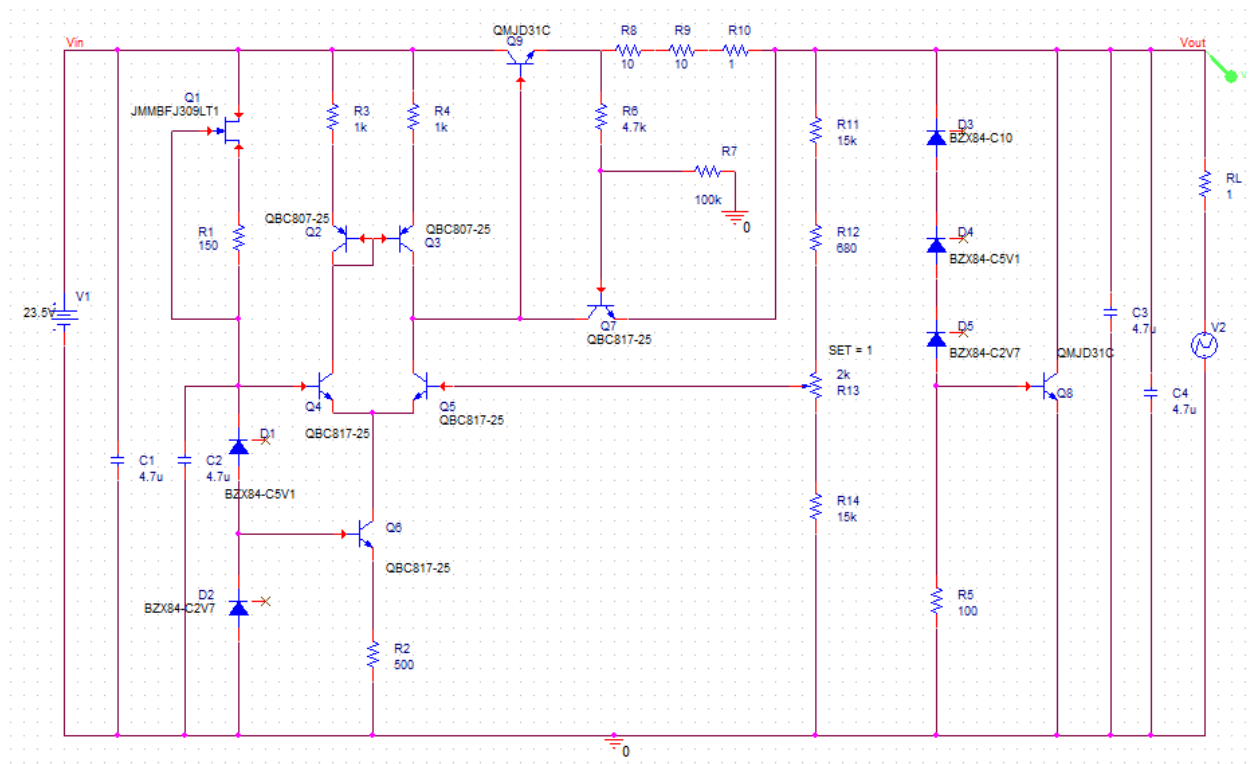 Vin
QMJD31C
Q9
R8
10
R9
10
R10
1
Vout
Q1
JMMBFJ309LT1
R3
1k
R4
1k
R6
4.7k
R11
15k
D3
BZX84-C10
R7
100k
0
RL
1
QBC807-25
Q2
QBC807-25
Q3
R1
150
R12
680
D4
BZX84-C5V1
V1
23.5V
Q7
QBC817-25
D5
BZX84-C2V7
C3
4.7u
V2
SET = 1
2k
R13
QMJD31C
Q8
C4
4.7u
Q4
QBC817-25
Q5
QBC817-25
C1
4.7u
C2
4.7u
D1
BZX84-C5V1
R14
15k
Q6
QBC817-25
D2
BZX84-C2V7
R5
100
R2
500
0